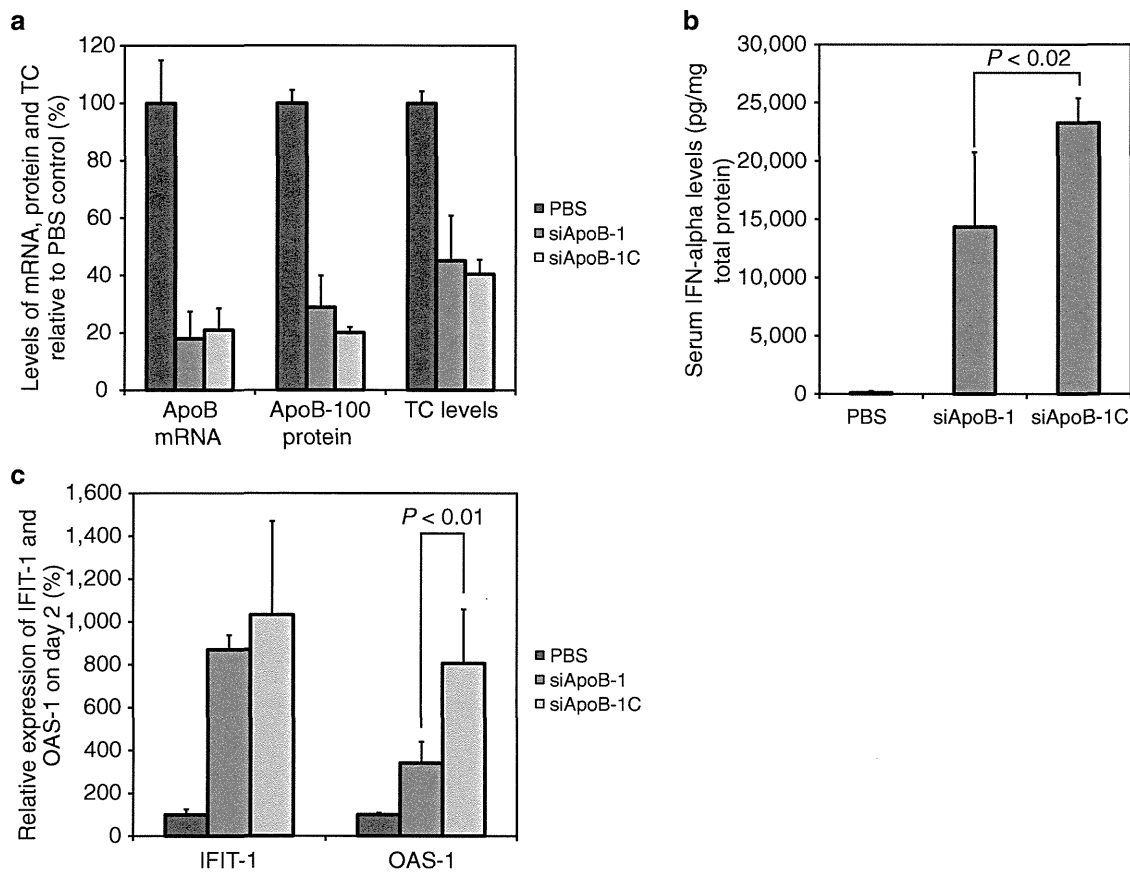 a
Levels of mRNA, protein and TC
relative to PBS control (%)
120
100
80
60
40
20
0
ApoB
mRNA
ApoB-100
protein
TC levels
PBS
siApoB-1
siApoB-1C
b
Serum IFN-alpha levels (pg/mg
total protein)
30,000
25,000
20,000
15,000
10,000
5,000
0
P < 0.02
PBS
siApoB-1
siApoB-1C
c
Relative expression of IFIT-1 and
OAS-1 on day 2 (%)
1,600
1,400
1,200
1,000
800
600
400
200
0
P < 0.01
IFIT-1
OAS-1
PBS
siApoB-1
siApoB-1C